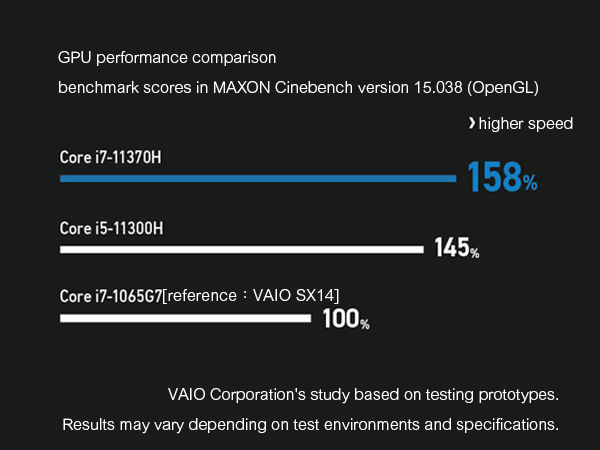 GPU performance comparison
benchmark scores in MAXON Cinebench version 15.038 (OpenGL)
❯higher speed
Core i7-11370H
158%
Core i5-11300H
145%
Core i7-1065G7[reference：VAIO SX14]
100%
VAIO Corporation's study based on testing prototypes.
Results may vary depending on test environments and specifications.